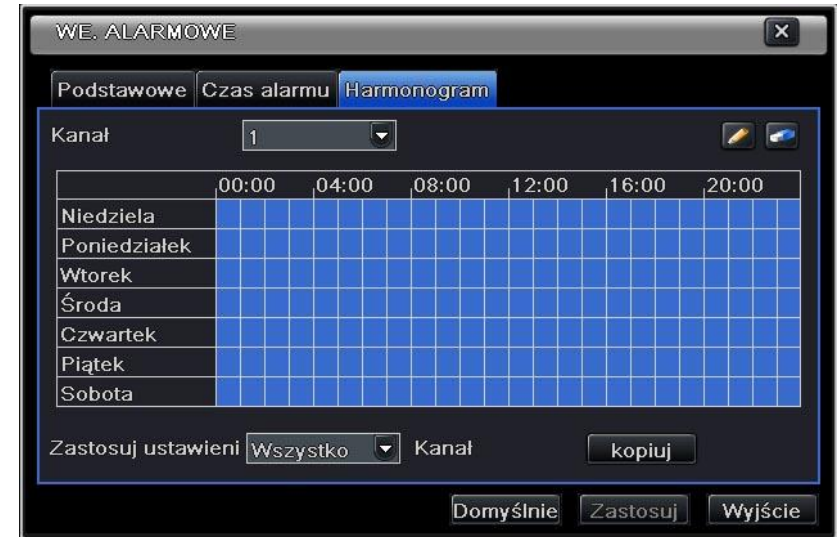 WE. ALARMOWE
Podstawowe Czas alarmu Harmonogram
Kanał 1
00:00 04:00 08:00 12:00 16:00 20:00
Niedziela
Poniedziałek
Wtorek
Środa
Czwartek
Piątek
Sobota
Zastosuj ustawieni Wszystko Kanał kopiuj
Domyślnie Zastosuj Wyjście